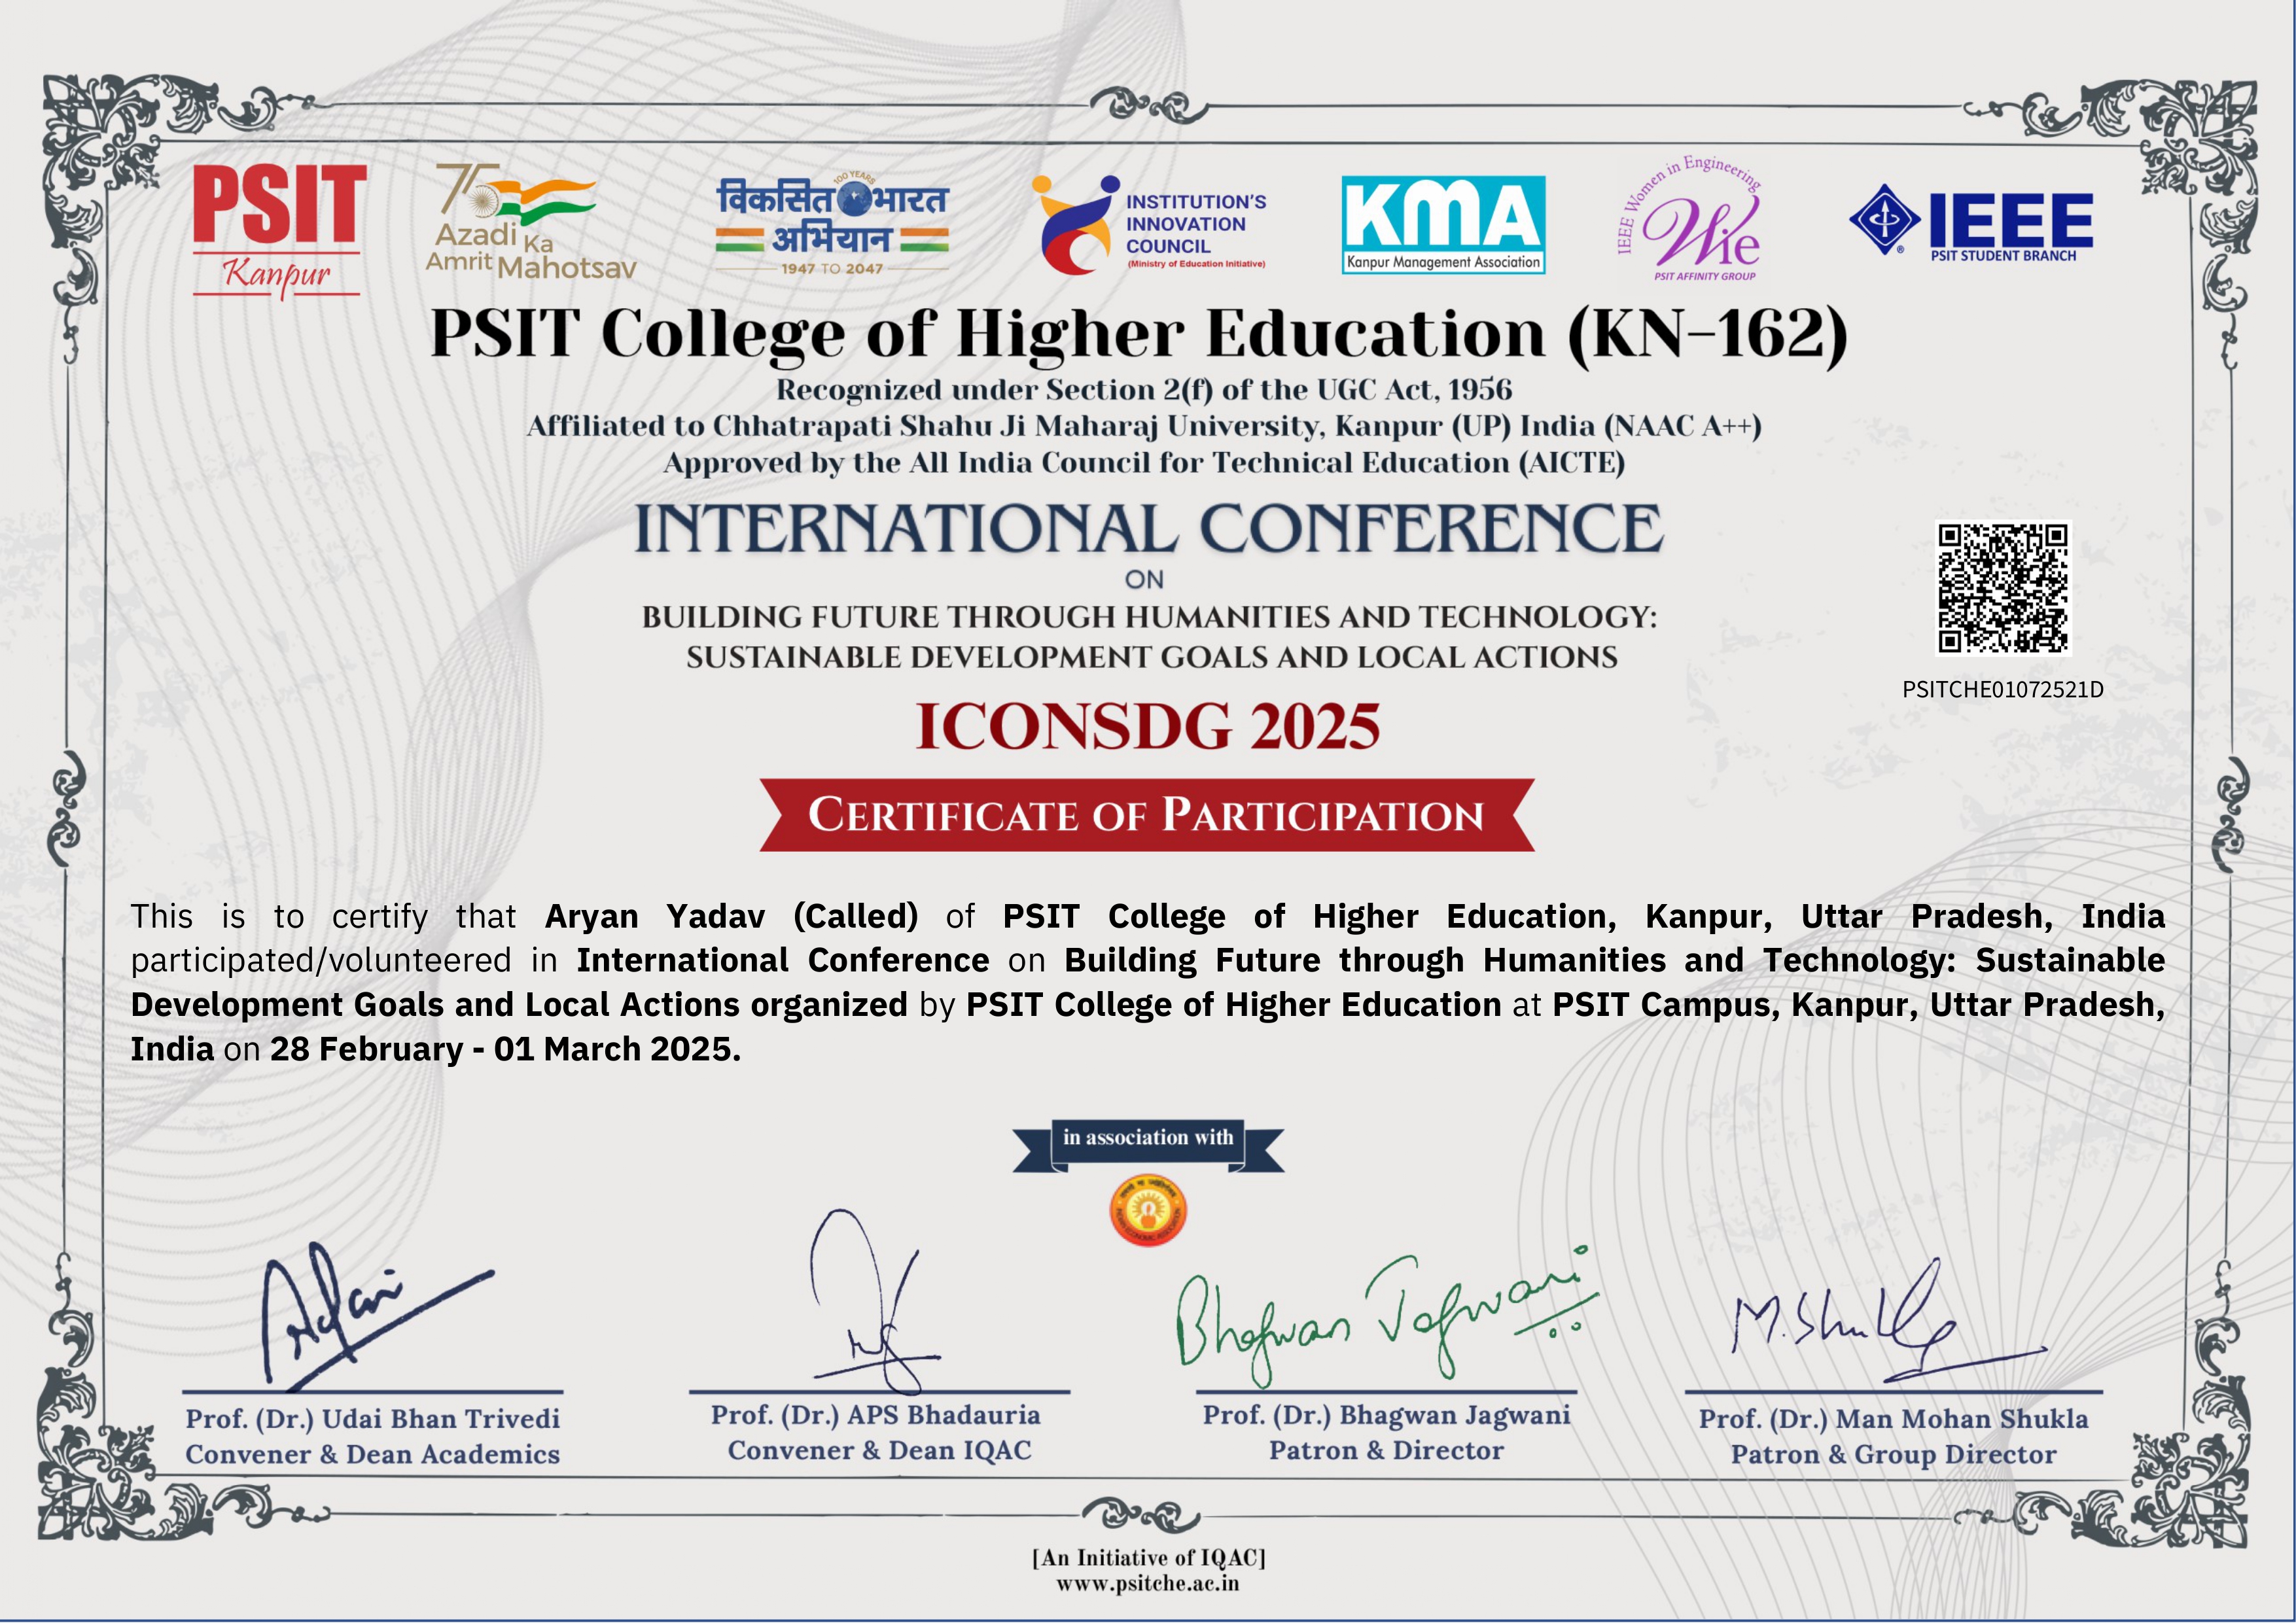 PSIT
Kanpur
75
Azadi Ka
Amrit Mahotsav
100 YEARS
विकसित भारत
अभियान
1947 TO 2047
INSTITUTION'S
INNOVATION
COUNCIL
(Ministry of Education Initiative)
KMA
Kanpur Management Association
IEEE Women in Engineering
Wie
PSIT AFFINITY GROUP
IEEE
PSIT STUDENT BRANCH
PSIT College of Higher Education (KN-162)
Recognized under Section 2(f) of the UGC Act, 1956
Affiliated to Chhatrapati Shahu Ji Maharaj University, Kanpur (UP) India (NAAC A++)
Approved by the All India Council for Technical Education (AICTE)
INTERNATIONAL CONFERENCE
ON
BUILDING FUTURE THROUGH HUMANITIES AND TECHNOLOGY:
SUSTAINABLE DEVELOPMENT GOALS AND LOCAL ACTIONS
PSITCHE01072521D
ICONSDG 2025
CERTIFICATE OF PARTICIPATION
This is to certify that Aryan Yadav (Called) of PSIT College of Higher Education, Kanpur, Uttar Pradesh, India
participated/volunteered in International Conference on Building Future through Humanities and Technology: Sustainable
Development Goals and Local Actions organized by PSIT College of Higher Education at PSIT Campus, Kanpur, Uttar Pradesh,
India on 28 February - 01 March 2025.
in association with
Bhagwan Jagwani
M. Shukla
Prof. (Dr.) Udai Bhan Trivedi
Convener & Dean Academics
Prof. (Dr.) APS Bhadauria
Convener & Dean IQAC
Prof. (Dr.) Bhagwan Jagwani
Patron & Director
Prof. (Dr.) Man Mohan Shukla
Patron & Group Director
[An Initiative of IQAC]
www.psitche.ac.in